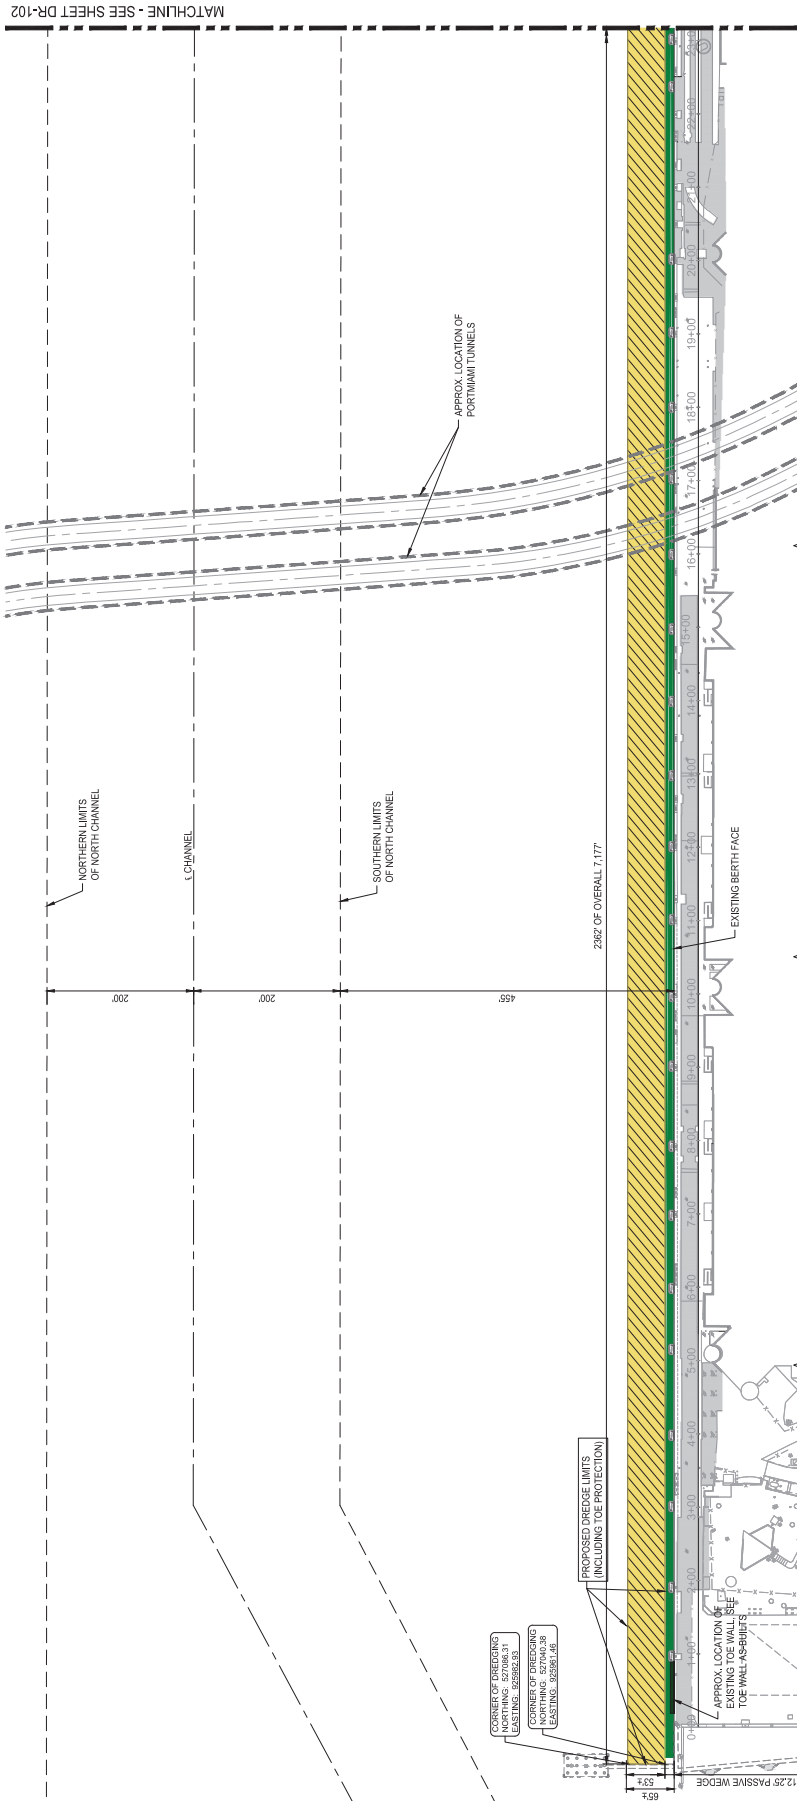 MATCHLINE - SEE SHEET DR-102
APPROX. LOCATION OF
PORTMIAMI TUNNELS
NORTHERN LIMITS
OF NORTH CHANNEL
CHANNEL
SOUTHERN LIMITS
OF NORTH CHANNEL
2362' OF OVERALL 7,177'
EXISTING BERTH FACE
200'
200'
455'
PROPOSED DREDGE LIMITS
(INCLUDING TOE PROTECTION)
CORNER OF DREDGING
NORTHING: 527086.31
EASTING: 925982.93
CORNER OF DREDGING
NORTHING: 527040.38
EASTING: 925961.46
APPROX. LOCATION OF
EXISTING TOE WALL, SEE
TOE WALL AS-BUILTS
53'±
65'±
12.25' PASSIVE WEDGE
0+00
1+00
2+00
3+00
4+00
5+00
6+00
7+00
8+00
9+00
10+00
11+00
12+00
13+00
14+00
15+00
16+00
17+00
18+00
19+00
20+00
21+00
22+00